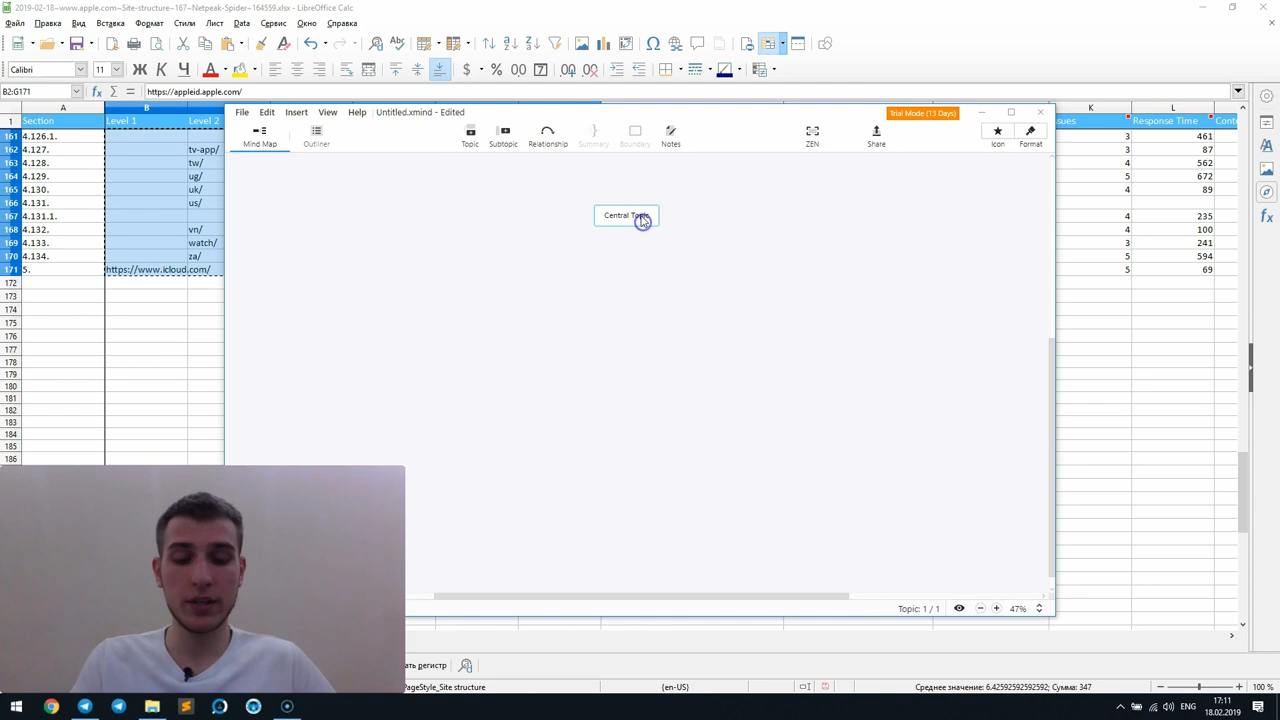 2019-02-18~www.apple.com~Site-structure~167~Netpeak-Spider~164559.xlsx - LibreOffice Calc
Файл Правка Вид Вставка Формат Стили Лист Data Сервис Окно Справка
Calibri 11 Ж К Ч $ % 00
B2:G171 https://appleid.apple.com/
A B K L
1 Section Level 1 Level 2 ssues Response Time Conte
161 4.126.1. 3 461
162 4.127. tv-app/ 3 87
163 4.128. tw/ 4 562
164 4.129. ug/ 5 672
165 4.130. uk/ 4 89
166 4.131. us/
167 4.131.1. 4 235
168 4.132. vn/ 4 100
169 4.133. watch/ 3 241
170 4.134. za/ 5 594
171 5. https://www.icloud.com/ 5 69
172
173
174
175
176
177
178
179
180
181
182
183
184
185
186
File Edit Insert View Help Untitled.xmind - Edited Trial Mode (13 Days)
Mind Map Outliner Topic Subtopic Relationship Summary Boundary Notes ZEN Share Icon Format
Central Topic
Topic: 1 / 1 47%
ать регистр
PageStyle_Site structure {en-US} Среднее значение: 6.42592592592592; Сумма: 347 100 %
ENG 17:11
18.02.2019